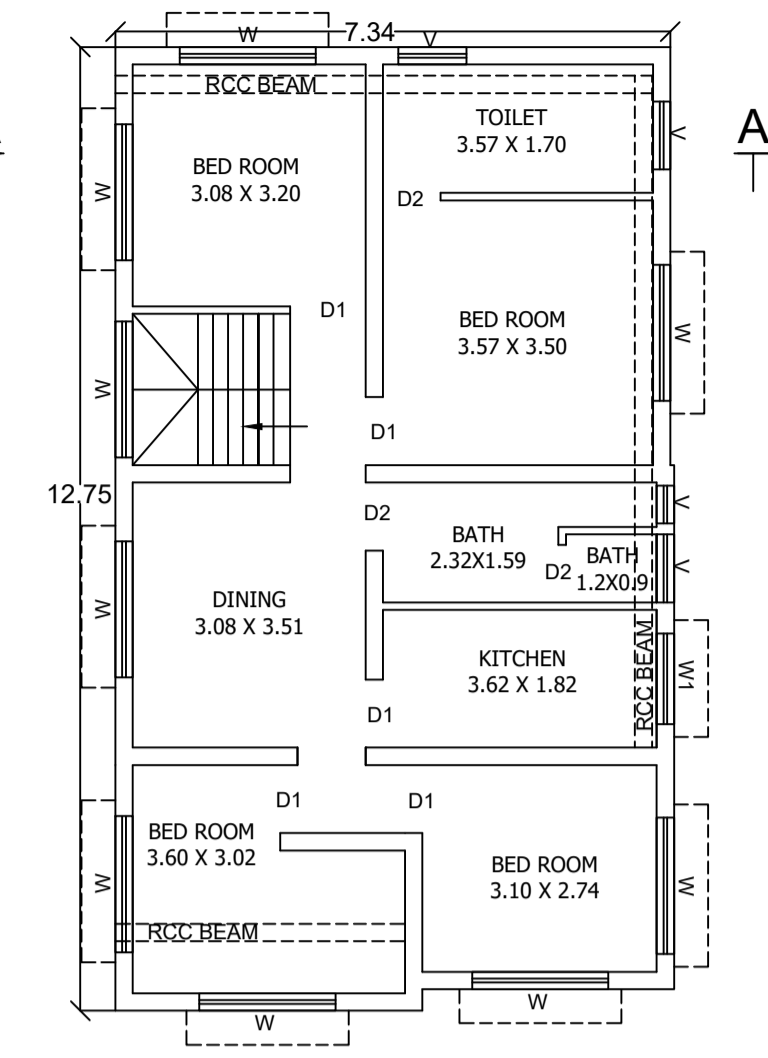 W
7.34
V
RCC BEAM
TOILET
3.57 X 1.70
V
A
BED ROOM
3.08 X 3.20
W
D2
D1
BED ROOM
3.57 X 3.50
W
W
D1
12.75
D2
V
BATH
2.32X1.59
BATH
1.2X0.9
D2
V
DINING
3.08 X 3.51
W
KITCHEN
3.62 X 1.82
RCC BEAM
W1
D1
D1
D1
BED ROOM
3.60 X 3.02
BED ROOM
3.10 X 2.74
W
W
RCC BEAM
W
W